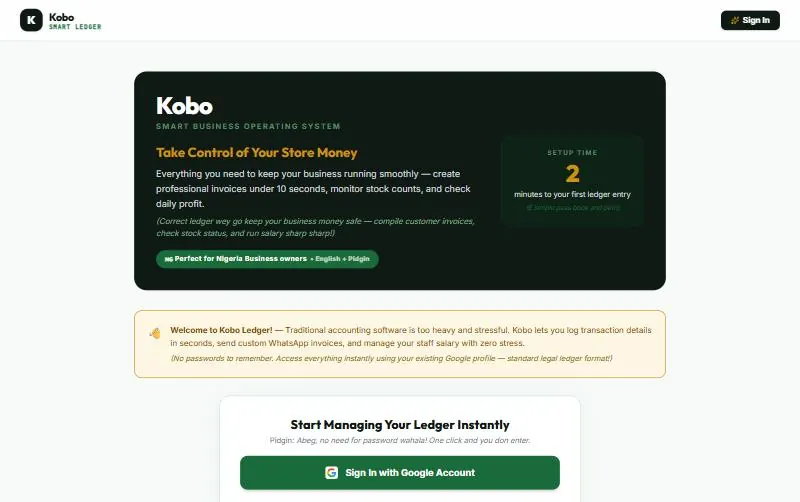 K
Kobo
SMART LEDGER
Sign In
Kobo
SMART BUSINESS OPERATING SYSTEM
Take Control of Your Store Money
Everything you need to keep your business running smoothly — create
professional invoices under 10 seconds, monitor stock counts, and check
daily profit.
(Correct ledger wey go keep your business money safe — compile customer invoices,
check stock status, and run salary sharp sharp!)
Perfect for Nigeria Business owners • English + Pidgin
SETUP TIME
2
minutes to your first ledger entry
simple pass book and pen!)
Welcome to Kobo Ledger! — Traditional accounting software is too heavy and stressful. Kobo lets you log transaction details
in seconds, send custom WhatsApp invoices, and manage your staff salary with zero stress.
(No passwords to remember. Access everything instantly using your existing Google profile — standard legal ledger format!)
Start Managing Your Ledger Instantly
Pidgin: Abeg, no need for password wahala! One click and you don enter.
G Sign In with Google Account